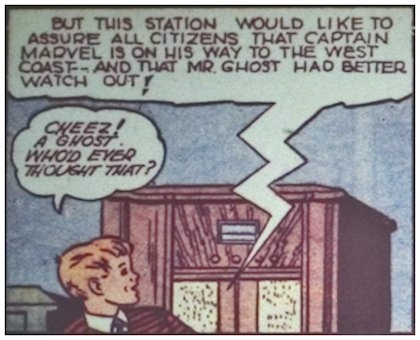 BUT THIS STATION WOULD LIKE TO
ASSURE ALL CITIZENS THAT CAPTAIN
MARVEL IS ON HIS WAY TO THE WEST
COAST-- AND THAT MR. GHOST HAD BETTER
WATCH OUT!
CHEEZ!
A GHOST.
WHO'D EVER
THOUGHT THAT?